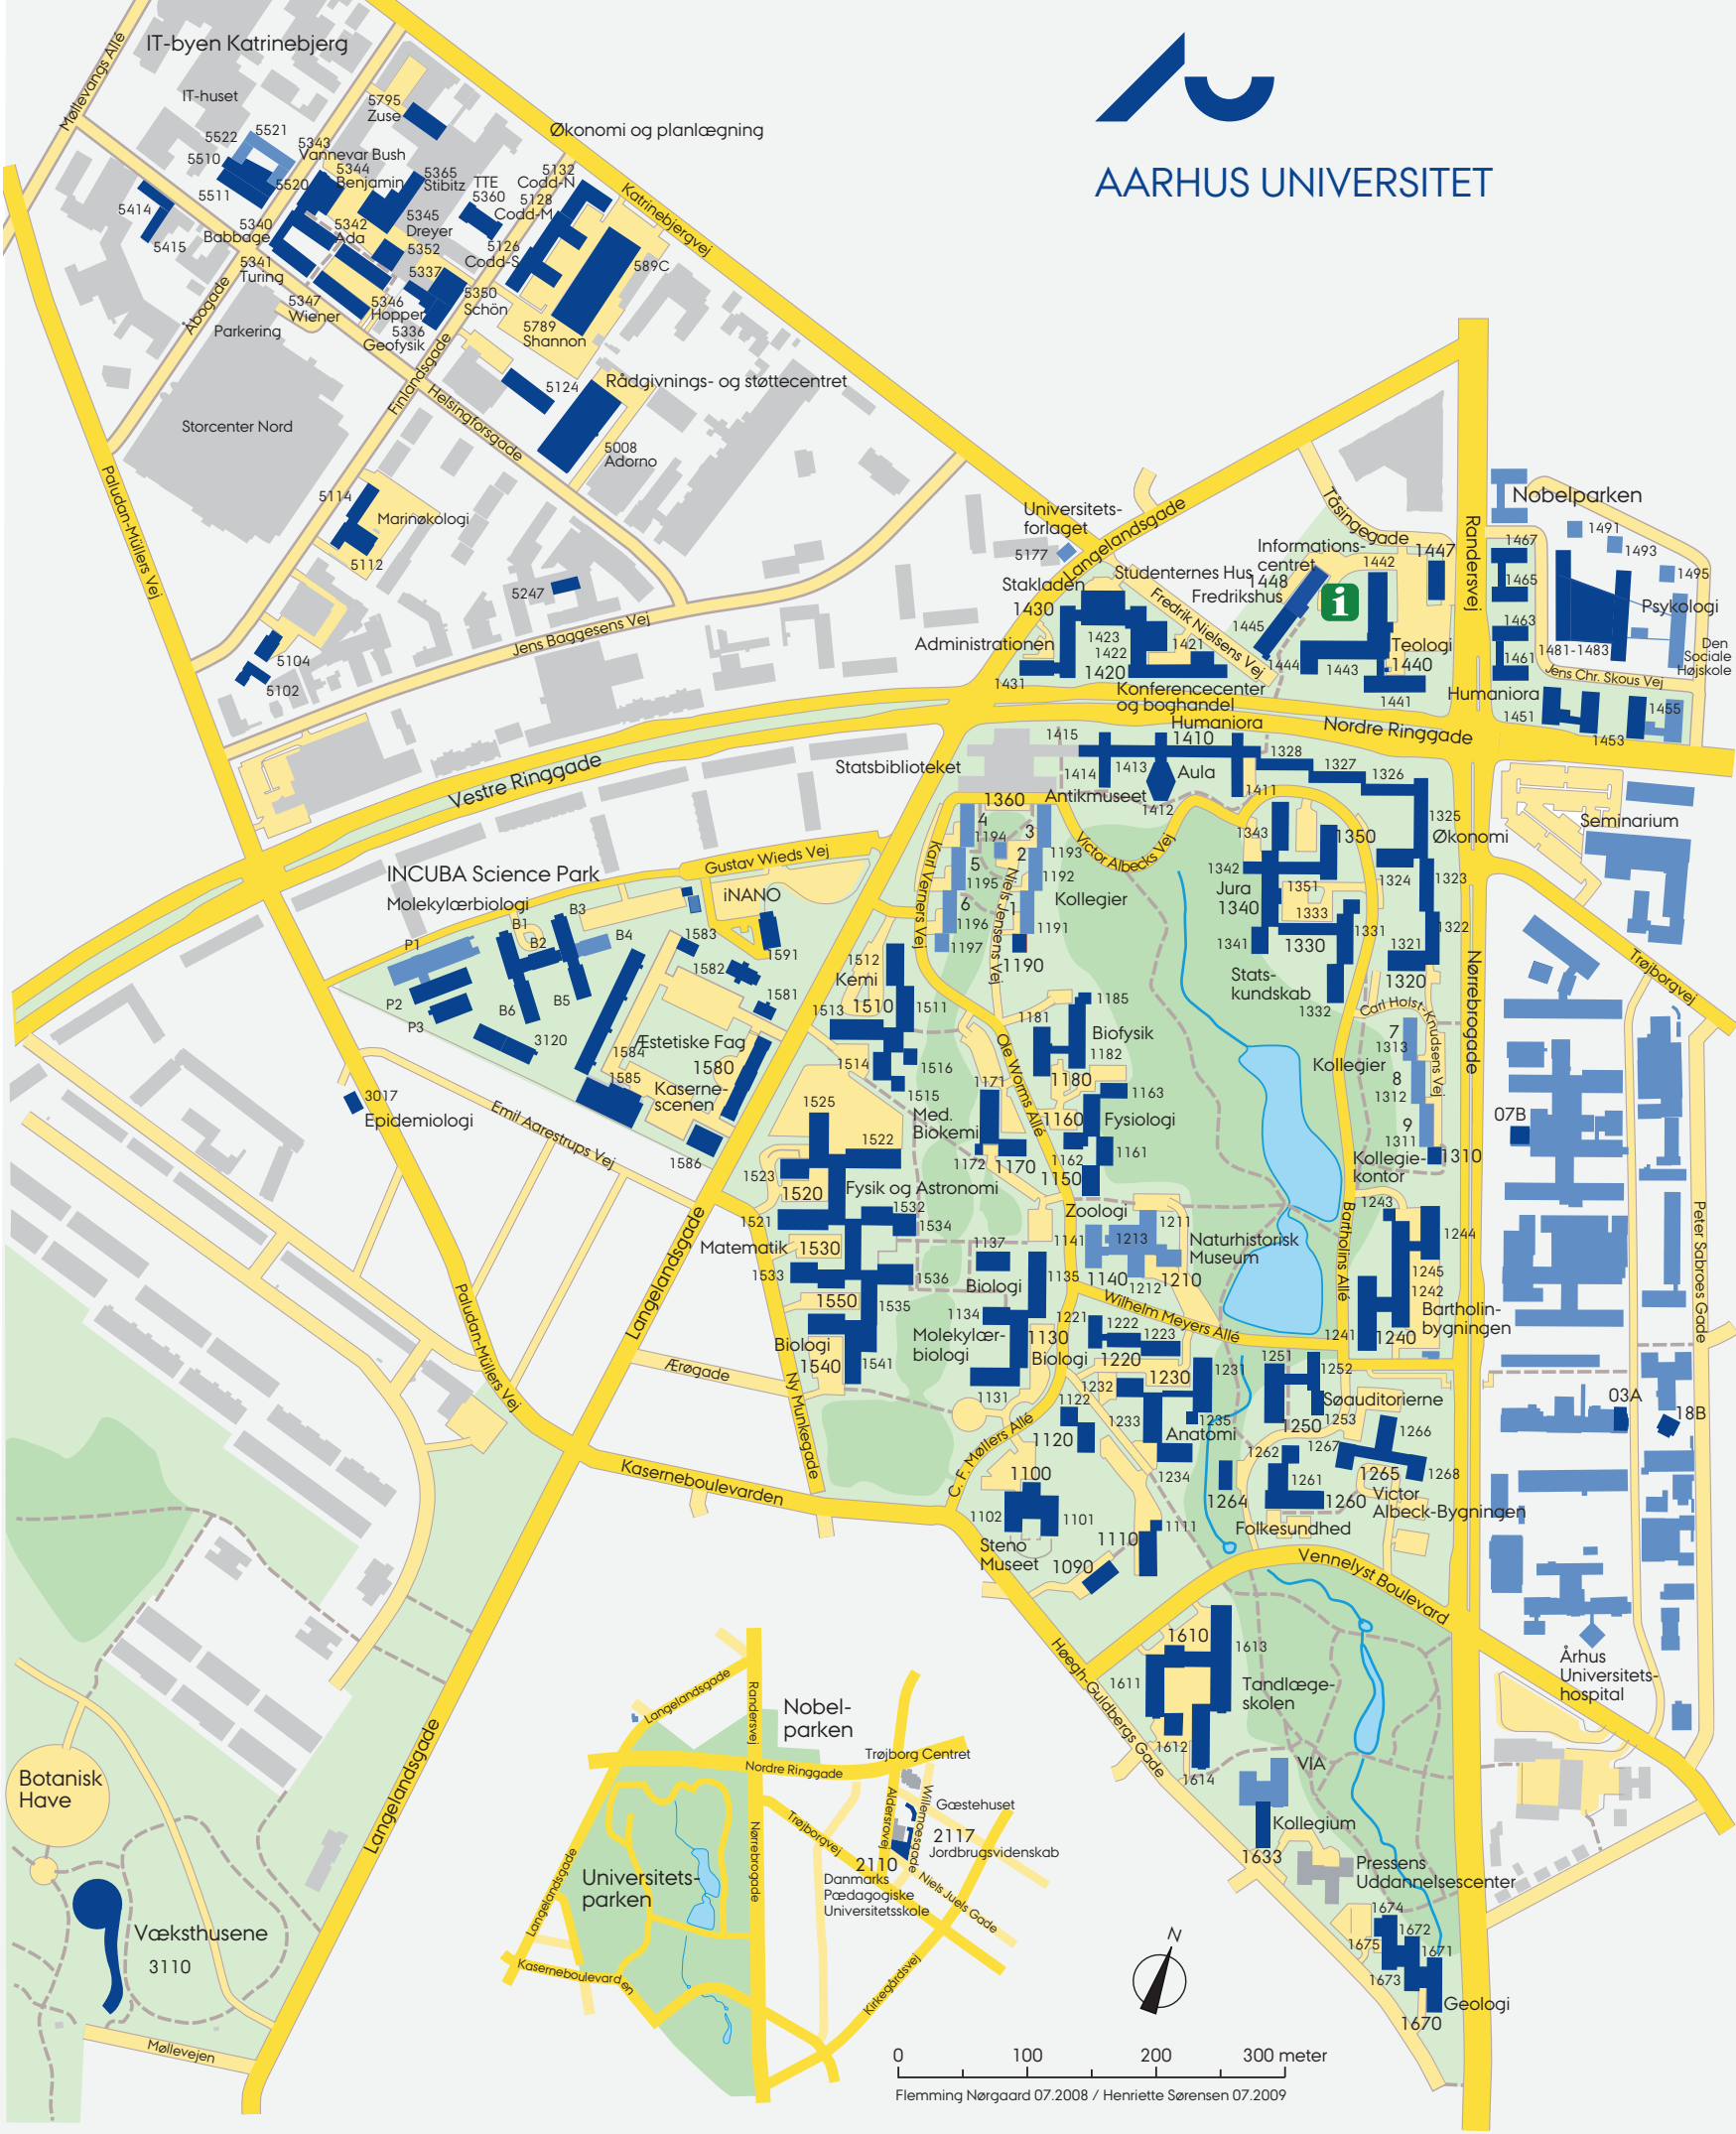 AARHUS UNIVERSITET
IT-byen Katrinebjerg
Møllevangs Allé
IT-huset
5795
Zuse
5522
5521
5510
5511
5520
5343
Vannevar Bush
5344
Benjamin
5365
Stibitz
TTE
5360
Økonomi og planlægning
5132
Codd-N
5128
Codd-M
5126
Codd-S
Katrinebjergvej
5414
5415
5340
Babbage
5342
Ada
5345
Dreyer
5352
5341
Turing
5337
5350
Schön
589C
5347
Wiener
5346
Hopper
5336
Geofysik
5789
Shannon
Åbogade
Parkering
Storcenter Nord
Finlandsgade
Helsingforsgade
5124
Rådgivnings- og støttecentret
5008
Adorno
Paludan-Müllers Vej
5114
Marinøkologi
5112
5247
Jens Baggesens Vej
5104
5102
Universitets-
forlaget
5177
Langelandsgade
Tåsingegade
Randersvej
Nobelparken
1491
1493
1495
1467
1465
1463
1461
Psykologi
1481-1483
Den
Sociale
Højskole
Jens Chr. Skous Vej
Humaniora
1451
1453
1455
Informations-
centret
i
1442
1447
Studenternes Hus
1448
Fredrikshus
1445
1444
1443
Teologi
1440
1441
Stakladen
1430
Administrationen
1431
1423
1422
1421
1420
Fredrik Nielsens Vej
Konferencecenter
og boghandel
Humaniora
Nordre Ringgade
Vestre Ringgade
Statsbiblioteket
1415
1410
1414
1413
Aula
Antikmuseet
1412
1411
1328
1327
1326
1325
Økonomi
1360
4
1194
3
1193
5
1195
2
1192
6
1196
1
1191
1197
1190
Kollegier
Karl Verners Vej
Niels Jensens Vej
Victor Albecks Vej
1343
1350
1342
Jura
1340
1351
1333
1341
1330
1331
1324
1323
1322
1321
1320
Stats-
kundskab
1332
Carl Holst-Knudsens Vej
Nørrebrogade
Seminarium
Trøjborgvej
INCUBA Science Park
Molekylærbiologi
Gustav Wieds Vej
iNANO
P1
P2
P3
B1
B2
B3
B4
B5
B6
3120
1583
1582
1591
1581
Æstetiske Fag
1584
1580
1585
Kaserne-
scenen
1586
3017
Epidemiologi
Emil Aarestrups Vej
1512
Kemi
1510
1511
1513
1514
1516
1515
1185
1181
Biofysik
1182
1180
Ole Worms Allé
1171
Med.
Biokemi
1172
1170
1163
1160
Fysiologi
1162
1161
1150
7
1313
Kollegier
8
1312
9
1311
Kollegie-
kontor
1310
07B
1525
1522
1523
1520
Fysik og Astronomi
1532
1521
1534
Matematik
1530
1533
1536
1550
1535
Biologi
1540
1541
Zoologi
1211
1141
1213
Naturhistorisk
Museum
1140
1212
1210
1137
Biologi
1135
1134
Molekylær-
biologi
1130
Biologi
1131
Wilhelm Meyers Allé
1221
1222
1223
1220
Bartholins Allé
1243
1244
1245
1242
Bartholin-
bygningen
1241
1240
Peter Sabroes Gade
Ærøgade
Ny Munkegade
Langelandsgade
Paludan-Müllers Vej
Kaserneboulevarden
C. F. Møllers Allé
1122
1120
1232
1230
1231
1233
1235
Anatomi
1234
1251
1252
Søauditorierne
1250
1253
1262
1267
1266
1261
1265
1268
1264
1260
Victor
Albeck-Bygningen
Folkesundhed
03A
18B
1100
1102
1101
Steno
Museet
1110
1111
1090
Vennelyst Boulevard
Høegh-Guldbergs Gade
1610
1613
1611
Tandlæge-
skolen
1612
1614
VIA
Kollegium
1633
Pressens
Uddannelsescenter
1674
1672
1675
1671
1673
Geologi
1670
Århus
Universitets-
hospital
Botanisk
Have
Væksthusene
3110
Møllevejen
Langelandsgade
Langelandsgade
Randersvej
Nobel-
parken
Nordre Ringgade
Trøjborg Centret
Trøjborgvej
Aldersrovej
Willemoesgade
Gæstehuset
2117
Jordbrugsvidenskab
2110
Danmarks
Pædagogiske
Universitetsskole
Niels Juels Gade
Universitets-
parken
Langelandsgade
Nørrebrogade
Kaserneboulevarden
Kirkegårdsvej
N
0 100 200 300 meter
Flemming Nørgaard 07.2008 / Henriette Sørensen 07.2009